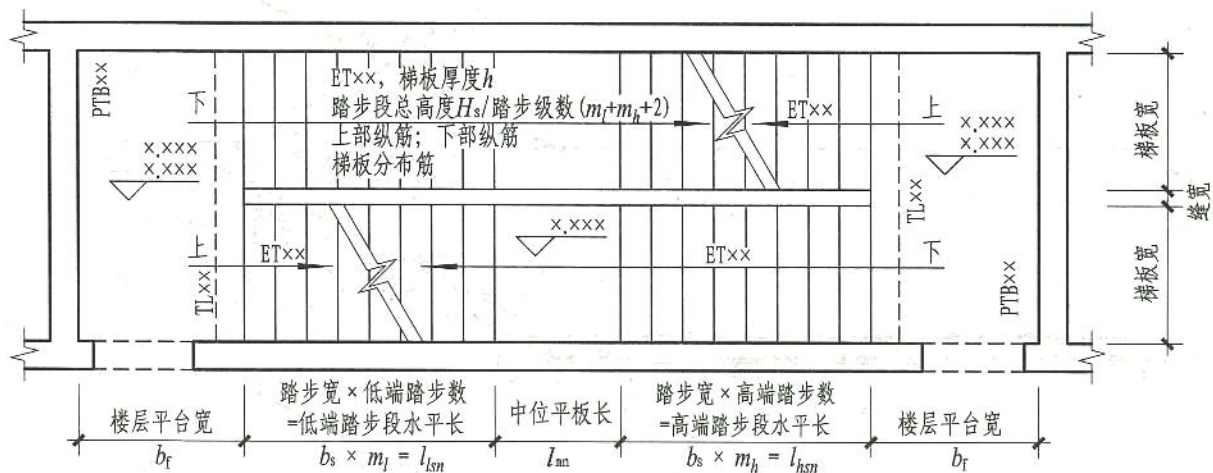 PTB××
下
ET××，梯板厚度h
踏步段总高度Hs/踏步级数(ml+mh+2)
上部纵筋；下部纵筋
梯板分布筋
ET××
上
×.×××
×.×××
×.×××
×.×××
梯板宽
缝宽
梯板宽
TL××
×.×××
上
ET××
ET××
下
TL××
PTB××
楼层平台宽
bf
踏步宽×低端踏步数
=低端踏步段水平长
bs × ml = llsn
中位平板长
lmn
踏步宽×高端踏步数
=高端踏步段水平长
bs × mh = lhsn
楼层平台宽
bf